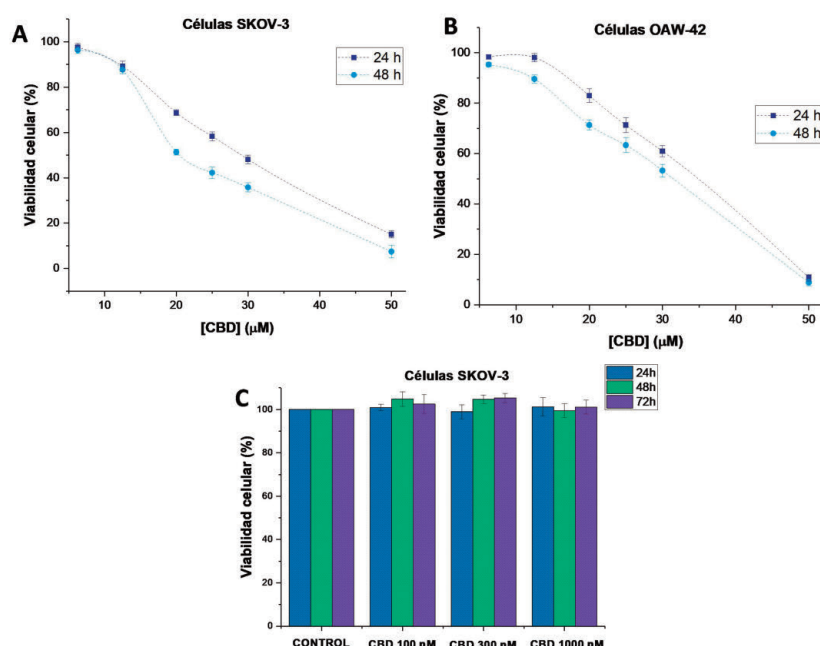 A
Células SKOV-3
24 h
48 h
Viabilidad celular (%)
100
80
60
40
20
0
10 20 30 40 50
[CBD] (µM)
B
Células OAW-42
24 h
48 h
Viabilidad celular (%)
100
80
60
40
20
0
10 20 30 40 50
[CBD] (µM)
C
Células SKOV-3
24h
48h
72h
Viabilidad celular (%)
100
80
60
40
20
0
CONTROL CBD 100 nM CBD 300 nM CBD 1000 nM